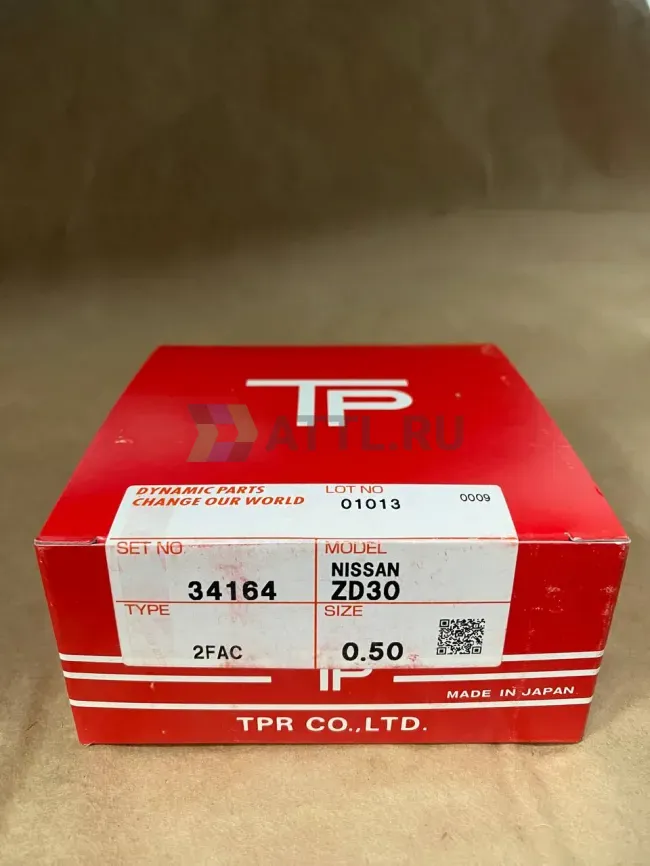 TP
ATTL.RU
DYNAMIC PARTS
CHANGE OUR WORLD
LOT NO
01013
0009
SET NO.
34164
MODEL
NISSAN
ZD30
TYPE
2FAC
SIZE
0.50
TP
MADE IN JAPAN
TPR CO.,LTD.